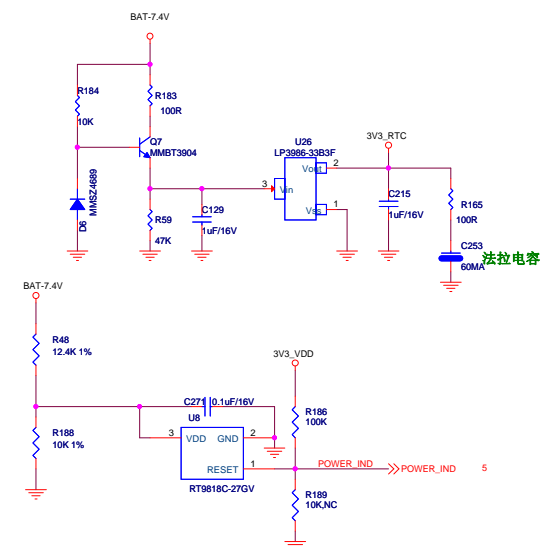 BAT-7.4V
R184
10K
R183
100R
Q7
MMBT3904
D6
MMSZ4689
R59
47K
C129
1uF/16V
U26
LP3986-33B3F
Vout
2
3
Vin
Vss
1
3V3_RTC
C215
1uF/16V
R165
100R
C253
60MA
法拉电容
BAT-7.4V
R48
12.4K 1%
R188
10K 1%
C271
0.1uF/16V
U8
3
VDD
GND
2
RESET
1
RT9818C-27GV
3V3_VDD
R186
100K
POWER_IND
POWER_IND
5
R189
10K,NC